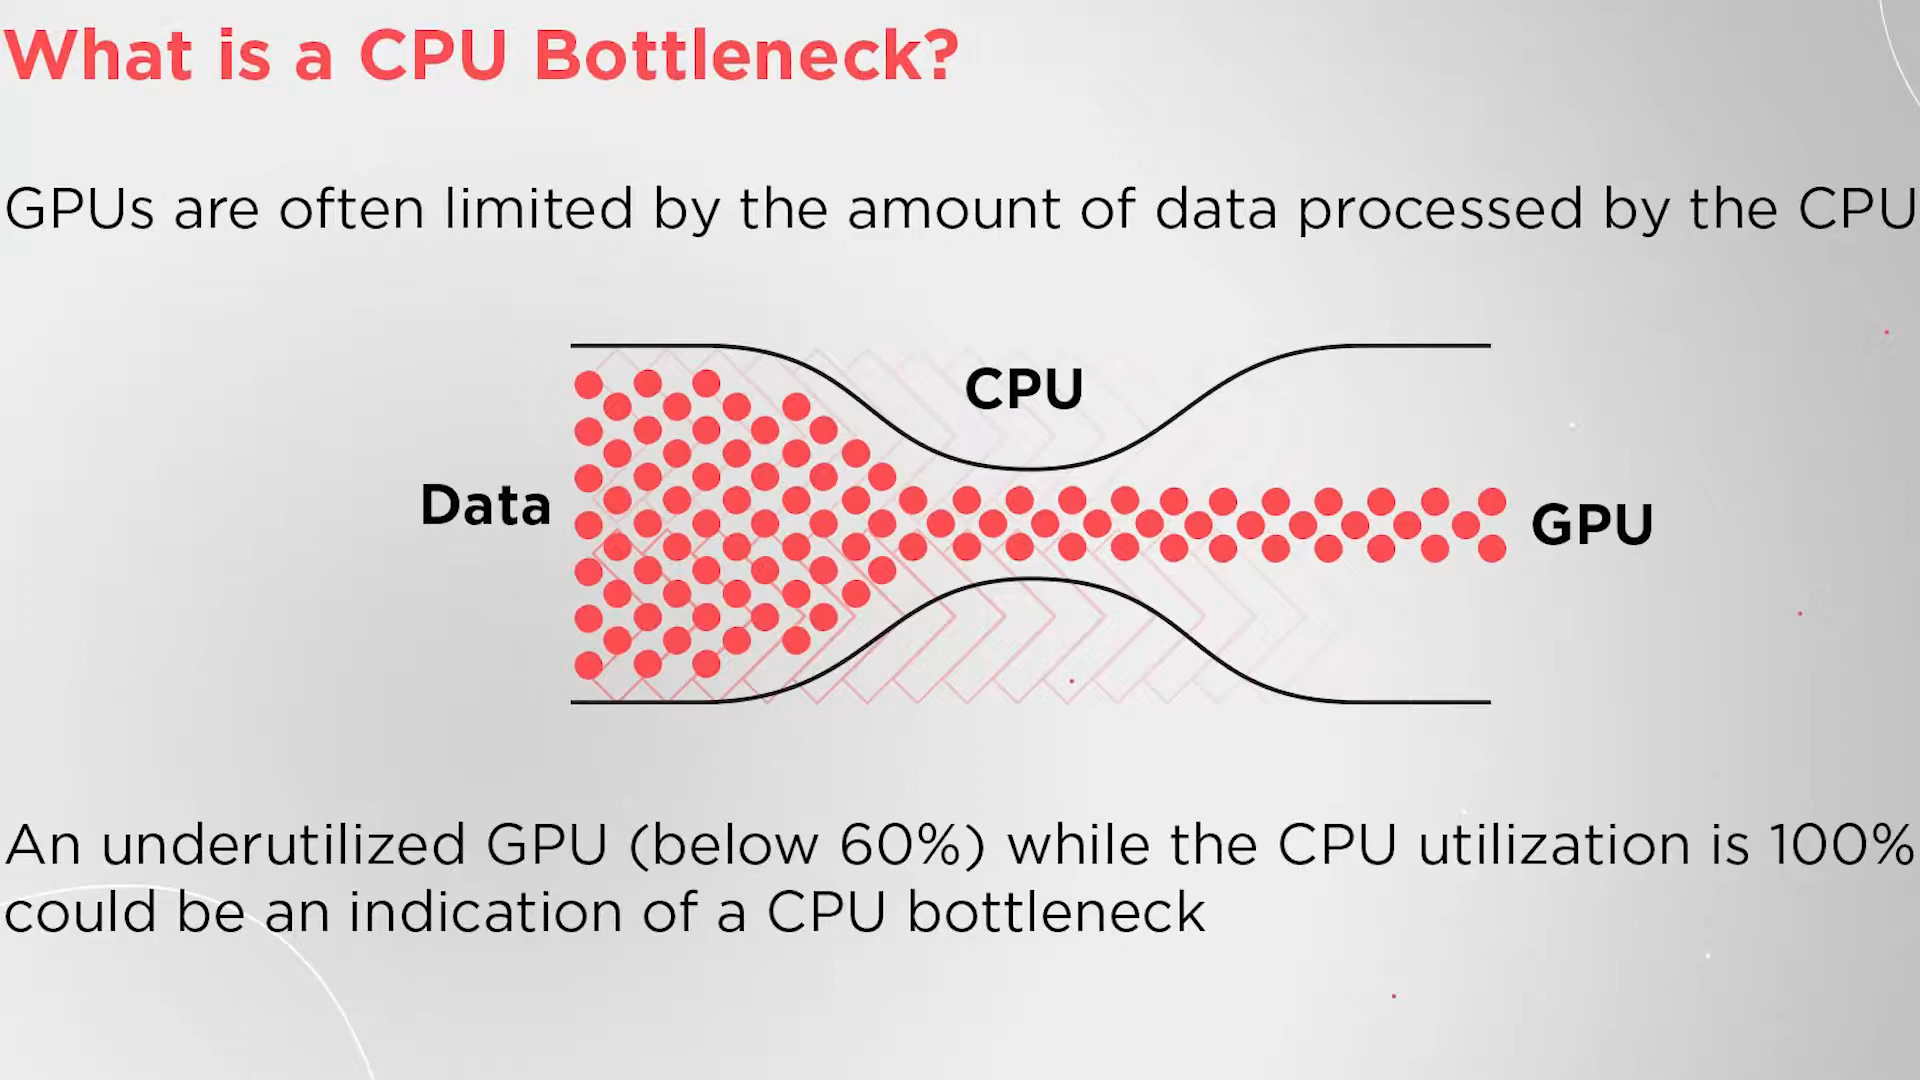 What is a CPU Bottleneck?
GPUs are often limited by the amount of data processed by the CPU
CPU
Data
GPU
An underutilized GPU (below 60%) while the CPU utilization is 100%
could be an indication of a CPU bottleneck